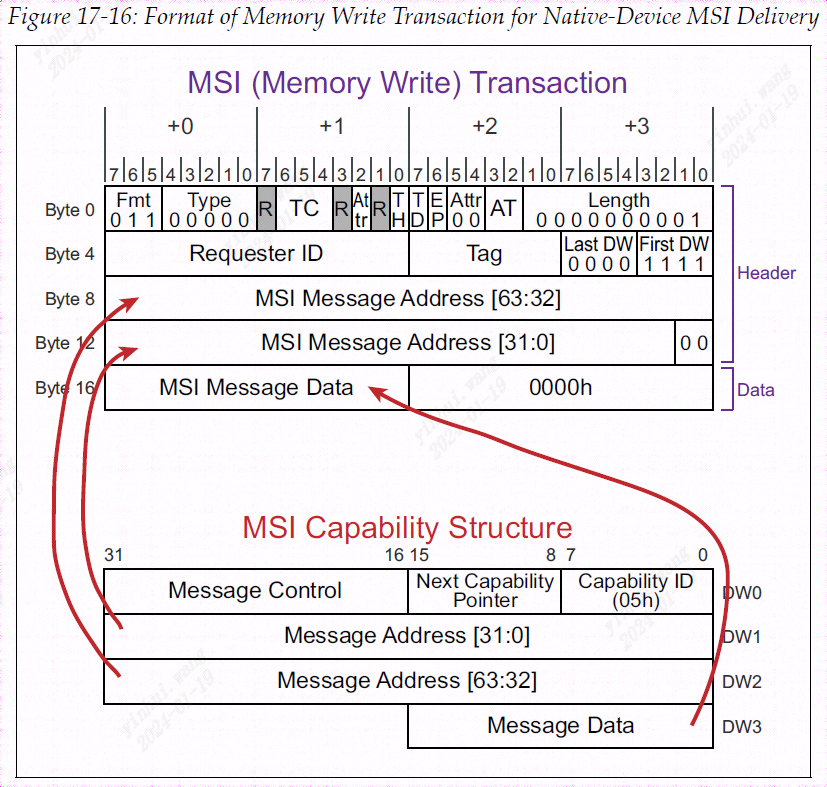 Figure 17-16: Format of Memory Write Transaction for Native-Device MSI Delivery
MSI (Memory Write) Transaction
+0 +1 +2 +3
7 6 5 4 3 2 1 0 7 6 5 4 3 2 1 0 7 6 5 4 3 2 1 0 7 6 5 4 3 2 1 0
Byte 0 Fmt 0 1 1 Type 0 0 0 0 0 R TC R Attr R TH TD EP Attr 0 0 AT Length 0 0 0 0 0 0 0 0 0 1
Byte 4 Requester ID Tag Last DW 0 0 0 0 First DW 1 1 1 1
Header
Byte 8 MSI Message Address [63:32]
Byte 12 MSI Message Address [31:0] 0 0
Byte 16 MSI Message Data 0000h Data
MSI Capability Structure
31 16 15 8 7 0
Message Control Next Capability Pointer Capability ID (05h) DW0
Message Address [31:0] DW1
Message Address [63:32] DW2
Message Data DW3
yinhui.wang
2024-01-19